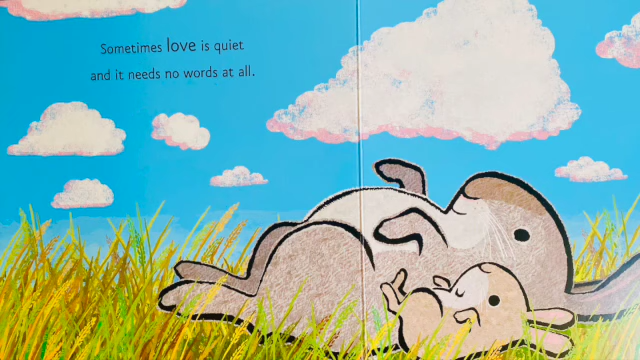 Sometimes love is quiet
and it needs no words at all.